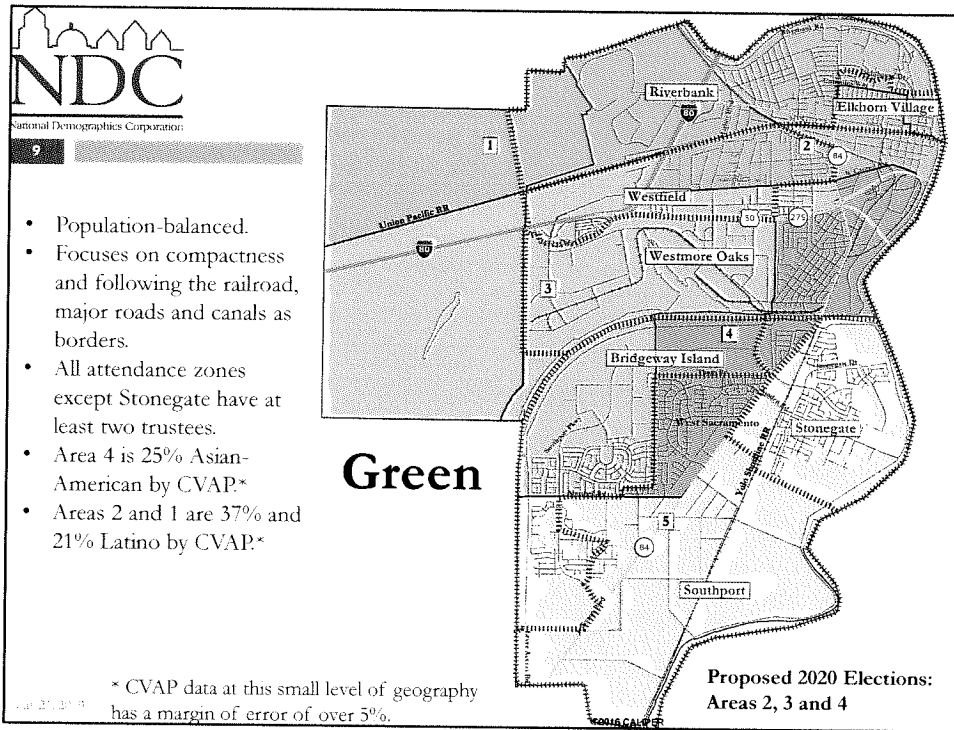 NDC
National Demographics Corporation
9
• Population-balanced.
• Focuses on compactness
and following the railroad,
major roads and canals as
borders.
• All attendance zones
except Stonegate have at
least two trustees.
• Area 4 is 25% Asian-
American by CVAP.*
• Areas 2 and 1 are 37% and
21% Latino by CVAP.*
Green
* CVAP data at this small level of geography
has a margin of error of over 5%.
Riverbank
80
Elkhorn Village
1
2
84
Union Pacific RR
Westfield
80
50
275
Westmore Oaks
3
4
Bridgeway Island
West Sacramento
Stonegate
Yolo Shortline RR
5
84
Southport
Proposed 2020 Elections:
Areas 2, 3 and 4
CALIPER